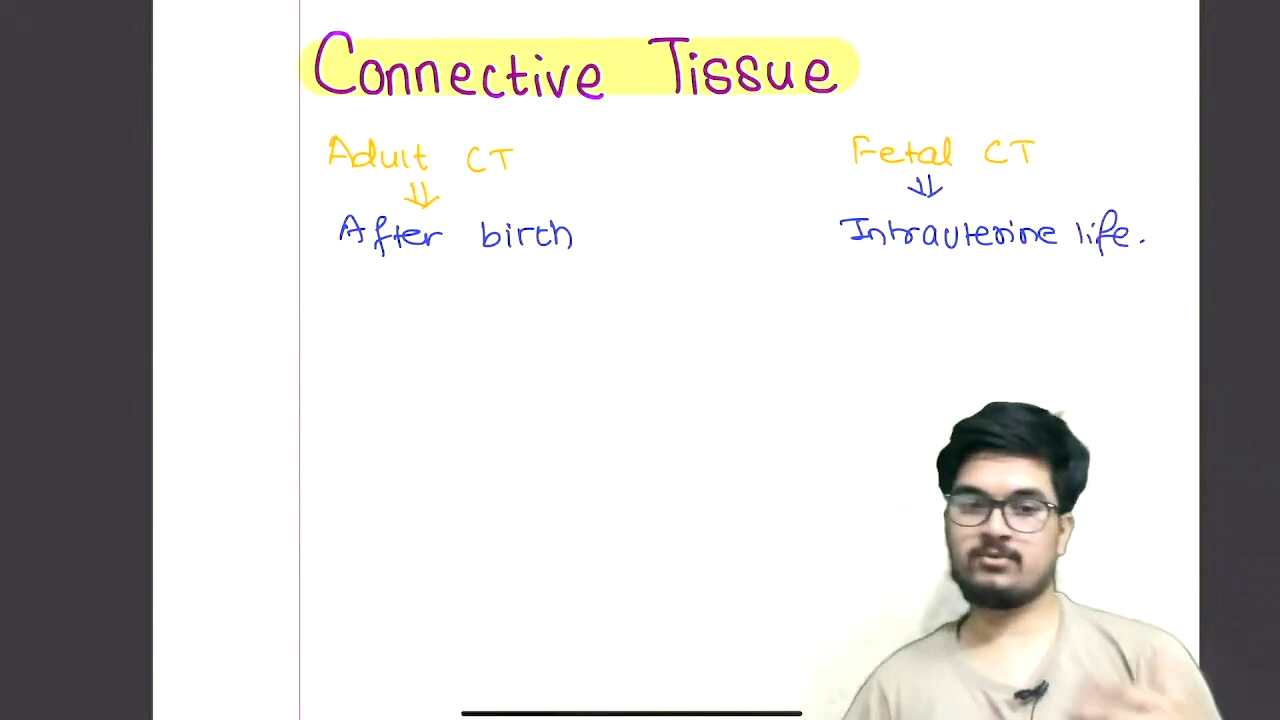 Connective Tissue
Adult CT
Fetal CT
⇓
⇓
After birth
Intrauterine life.